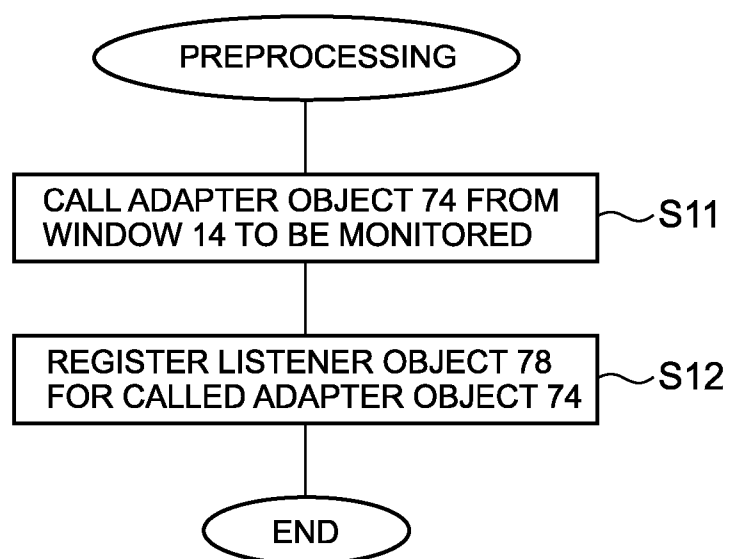 PREPROCESSING
CALL ADAPTER OBJECT 74 FROM
WINDOW 14 TO BE MONITORED
S11
REGISTER LISTENER OBJECT 78
FOR CALLED ADAPTER OBJECT 74
S12
END